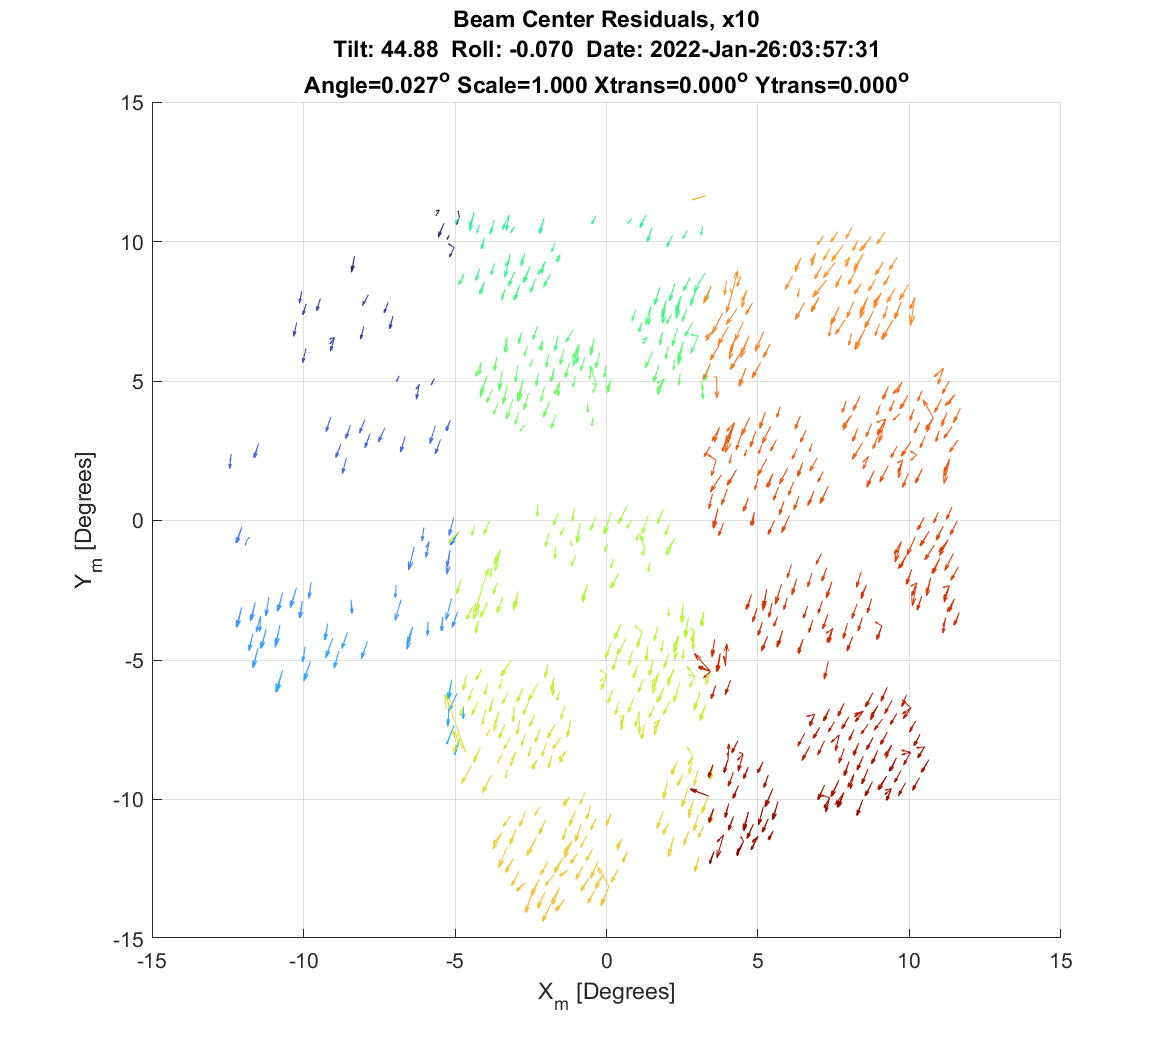 Beam Center Residuals, x10
Tilt: 44.88 Roll: -0.070 Date: 2022-Jan-26:03:57:31
Angle=0.027° Scale=1.000 Xtrans=0.000° Ytrans=0.000°
15
10
5
0
-5
-10
-15
Y_m [Degrees]
-15 -10 -5 0 5 10 15
X_m [Degrees]